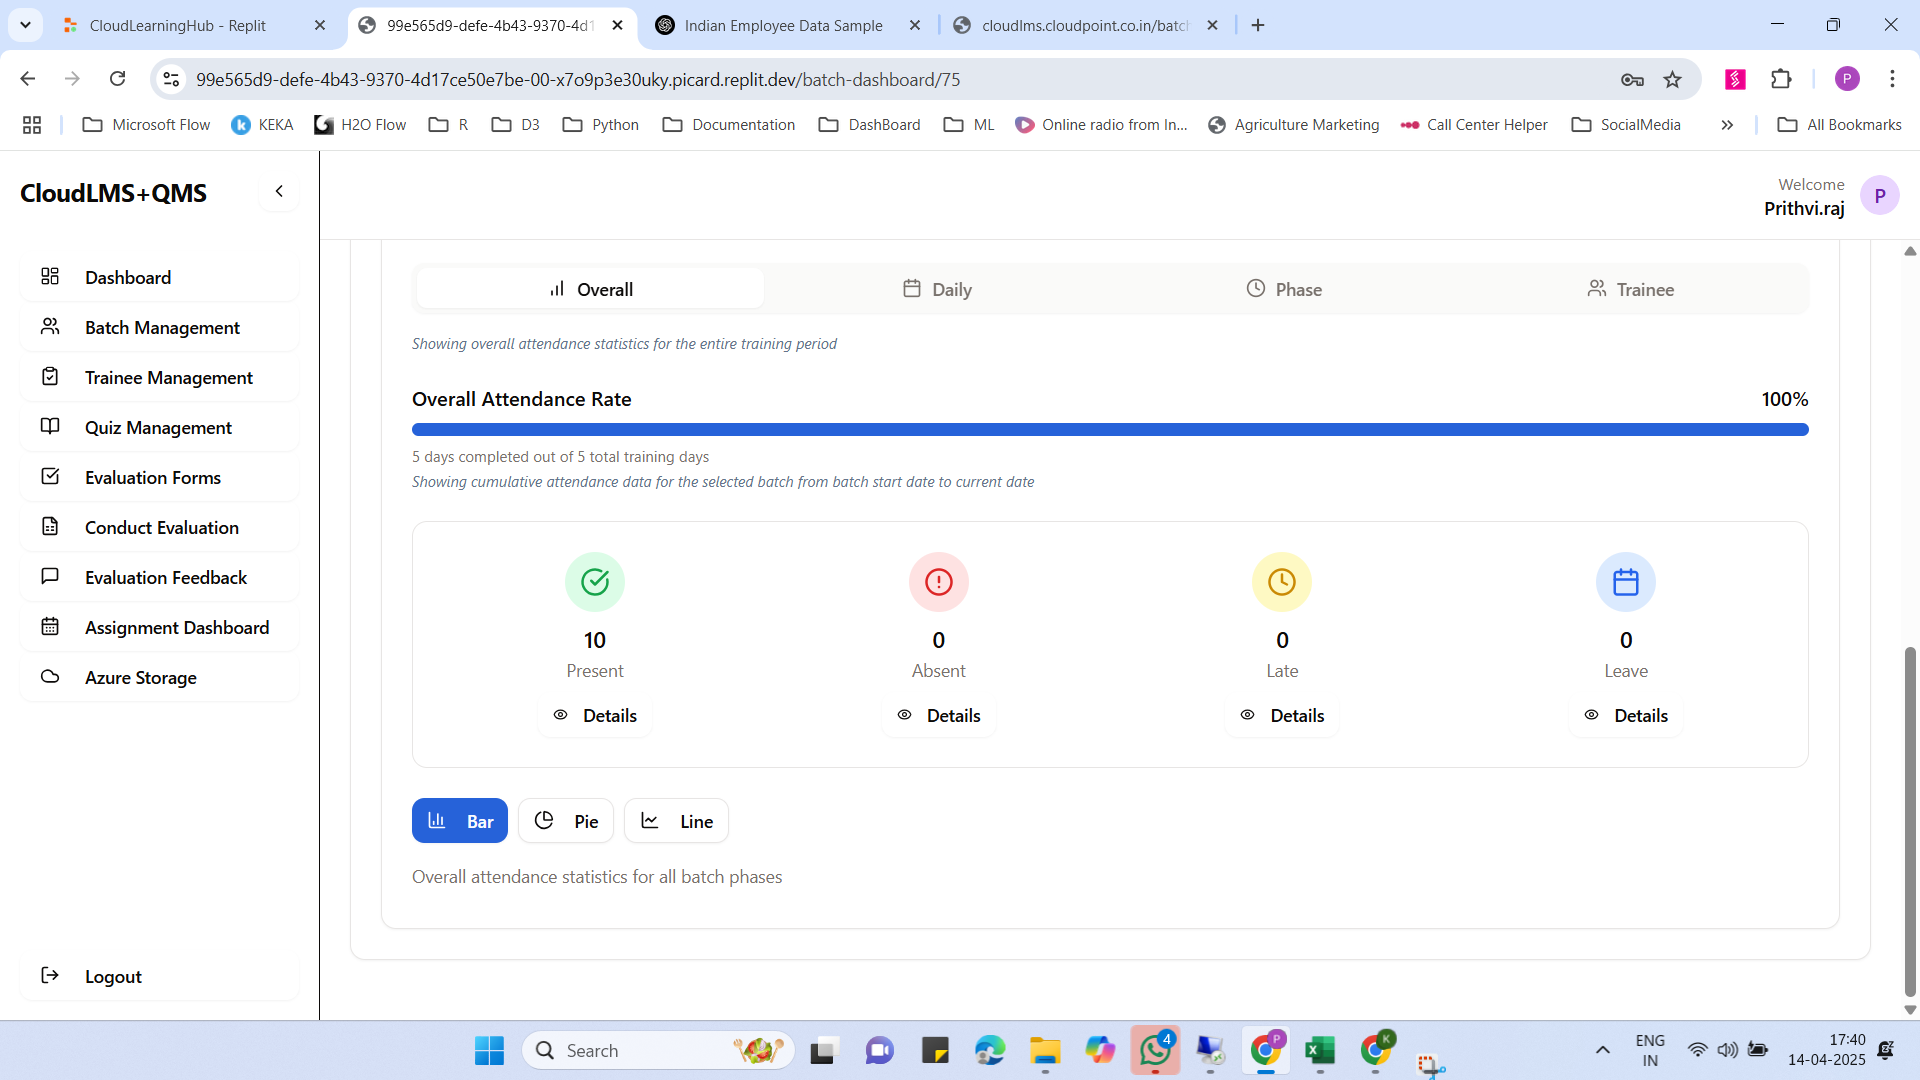 CloudLearningHub - Replit
99e565d9-defe-4b43-9370-4d1
Indian Employee Data Sample
cloudlms.cloudpoint.co.in/batch
99e565d9-defe-4b43-9370-4d17ce50e7be-00-x7o9p3e30uky.picard.replit.dev/batch-dashboard/75
P
Microsoft Flow
KEKA
H2O Flow
R
D3
Python
Documentation
DashBoard
ML
Online radio from In...
Agriculture Marketing
Call Center Helper
SocialMedia
All Bookmarks
CloudLMS+QMS
Welcome
Prithvi.raj
P
Dashboard
Batch Management
Trainee Management
Quiz Management
Evaluation Forms
Conduct Evaluation
Evaluation Feedback
Assignment Dashboard
Azure Storage
Logout
Overall
Daily
Phase
Trainee
Showing overall attendance statistics for the entire training period
Overall Attendance Rate
100%
5 days completed out of 5 total training days
Showing cumulative attendance data for the selected batch from batch start date to current date
10
Present
Details
0
Absent
Details
0
Late
Details
0
Leave
Details
Bar
Pie
Line
Overall attendance statistics for all batch phases
Search
4
P
K
ENG
IN
17:40
14-04-2025